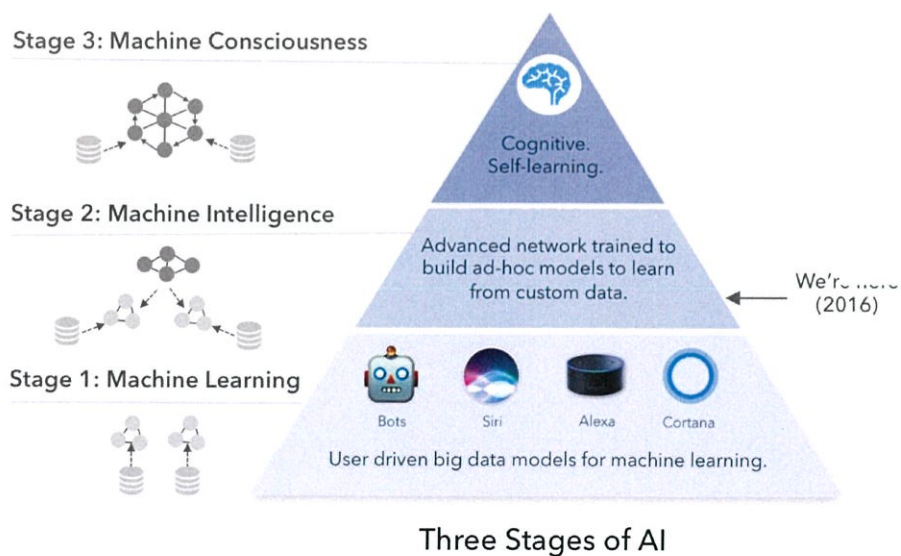 Stage 3: Machine Consciousness
Cognitive.
Self-learning.
Stage 2: Machine Intelligence
Advanced network trained to
build ad-hoc models to learn
from custom data.
We're
(2016)
Stage 1: Machine Learning
Bots
Siri
Alexa
Cortana
User driven big data models for machine learning.
Three Stages of AI